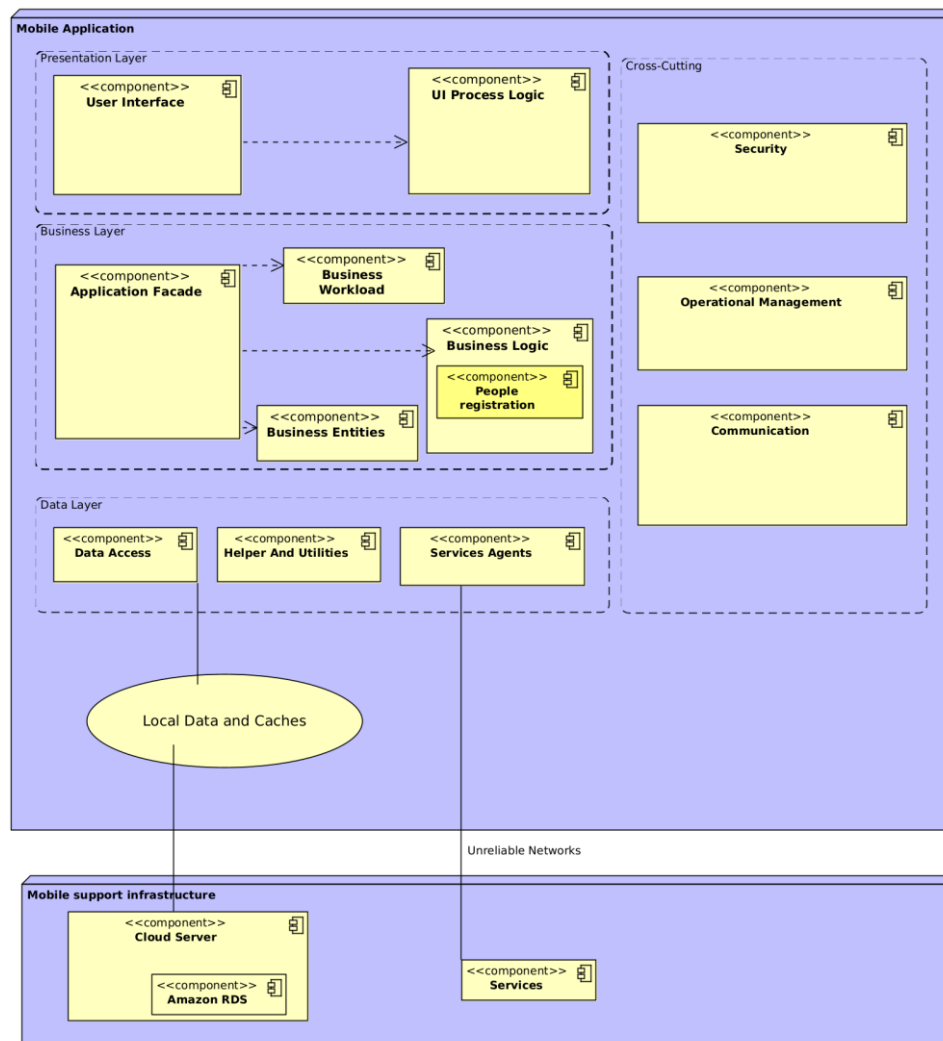 Mobile Application
Presentation Layer
<<component>>
User Interface
<<component>>
UI Process Logic
Cross-Cutting
<<component>>
Security
Business Layer
<<component>>
Application Facade
<<component>>
Business
Workload
<<component>>
Business Logic
<<component>>
People
registration
<<component>>
Business Entities
<<component>>
Operational Management
<<component>>
Communication
Data Layer
<<component>>
Data Access
<<component>>
Helper And Utilities
<<component>>
Services Agents
Local Data and Caches
Unreliable Networks
Mobile support infrastructure
<<component>>
Cloud Server
<<component>>
Amazon RDS
<<component>>
Services